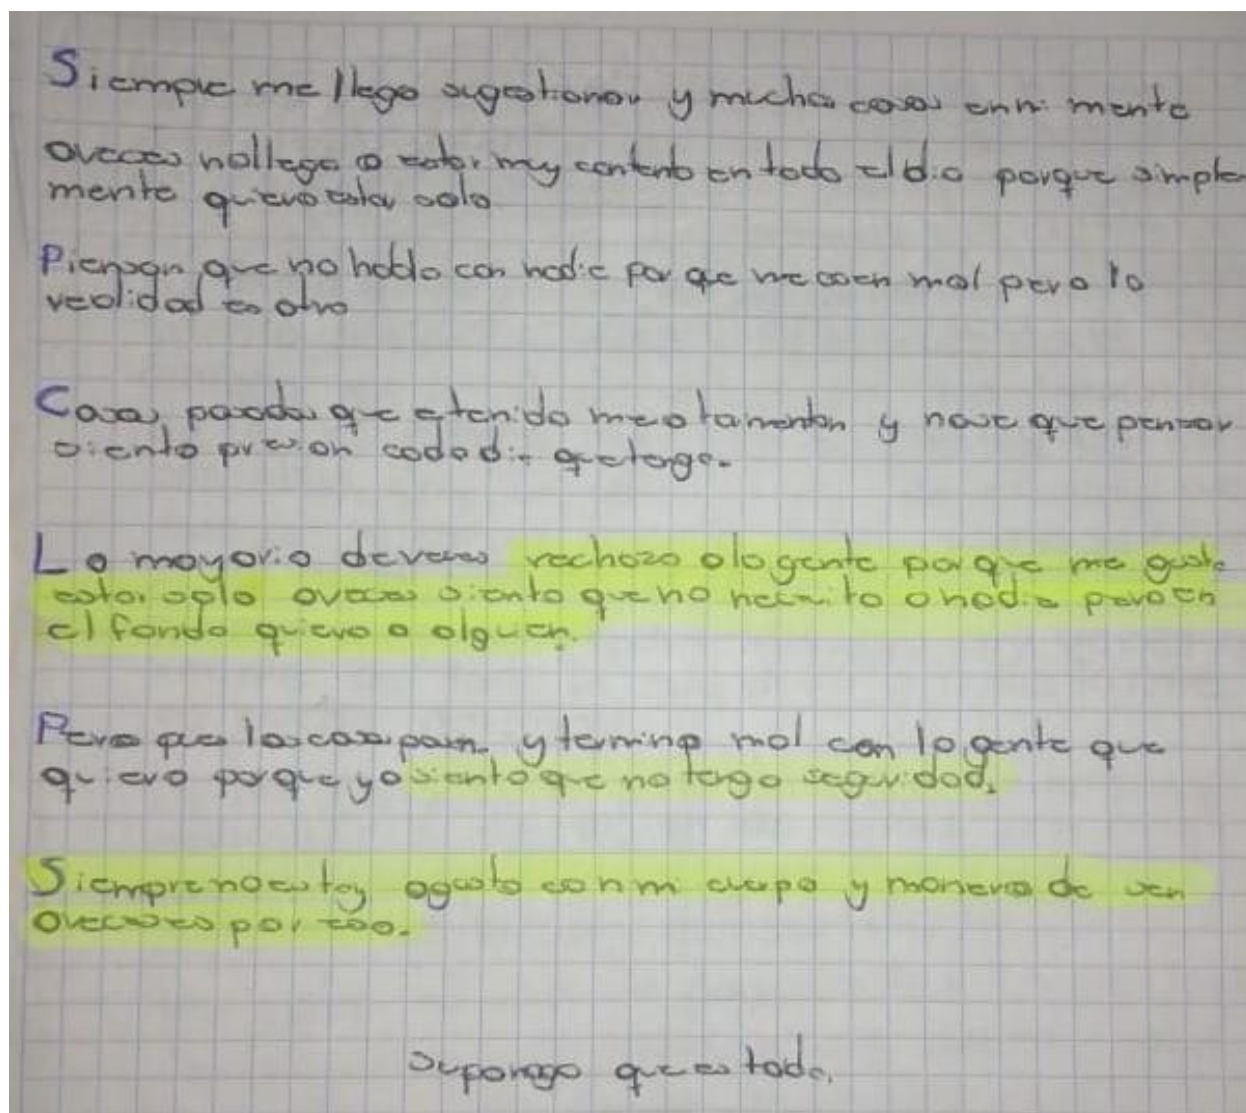 Siempre me llego sugestionar y muchas cosas en mi mente
aveces no llego a estar muy contento en todo el dia porque simple
mente quiero estar solo
Piensan que no hablo con nadie por que me caen mal pero la
realidad es otra
Cosas pasadas que e tenido me atormentan y nose que pensar
siento presion cada dia que tengo.
La mayoria de veces rechazo a la gente porque me gusta
estar solo aveces siento que no necesito a nadie pero en
el fondo quiero a alguien.
Pero que las cosas pasan y termino mal con la gente que
quiero porque yo siento que no tengo seguridad.
Siempre no estoy agusto con mi cuerpo y manera de
aveces por eso.
Supongo que es todo.